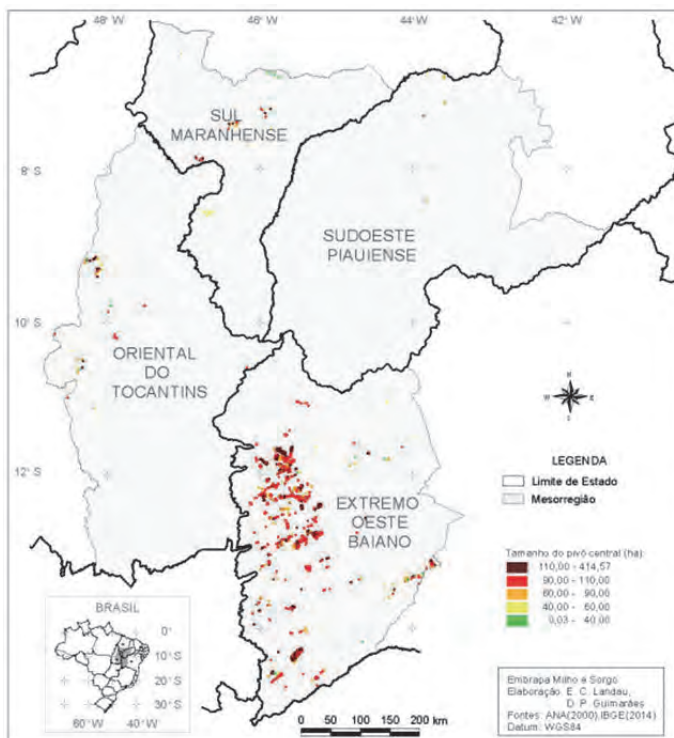 48° W
46° W
44° W
42° W
8° S
10° S
12° S
SUL
MARANHENSE
SUDOESTE
PIAUIENSE
ORIENTAL
DO
TOCANTINS
EXTREMO
OESTE
BAIANO
N
W
E
S
LEGENDA
Limite de Estado
Mesorregião
Tamanho do pivô central (ha):
110,00 - 414,57
90,00 - 110,00
60,00 - 90,00
40,00 - 60,00
0,03 - 40,00
BRASIL
0°
10° S
20° S
30° S
60° W
40° W
0 50 100 150 200 km
Embrapa Milho e Sorgo
Elaboração: E. C. Landau,
D. P. Guimarães
Fontes: ANA(2000),IBGE(2014)
Datum: WGS84